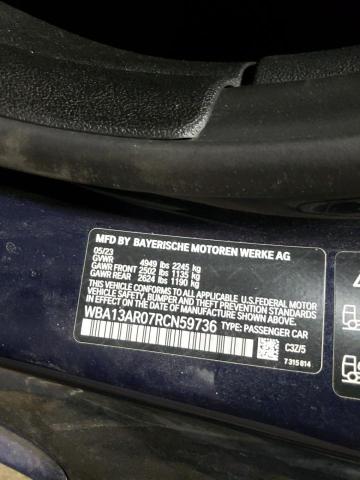 MFD BY BAYERISCHE MOTOREN WERKE AG
05/23
GVWR 4949 lbs 2245 kg
GAWR FRONT 2502 lbs 1135 kg
GAWR REAR 2624 lbs 1190 kg
THIS VEHICLE CONFORMS TO ALL APPLICABLE U.S.FEDERAL MOTOR
VEHICLE SAFETY, BUMPER, AND THEFT PREVENTION STANDARDS
IN EFFECT ON THE DATE OF MANUFACTURE SHOWN ABOVE.
WBA13AR07RCN59736 TYPE: PASSENGER CAR
C3Z/5
7 315 814